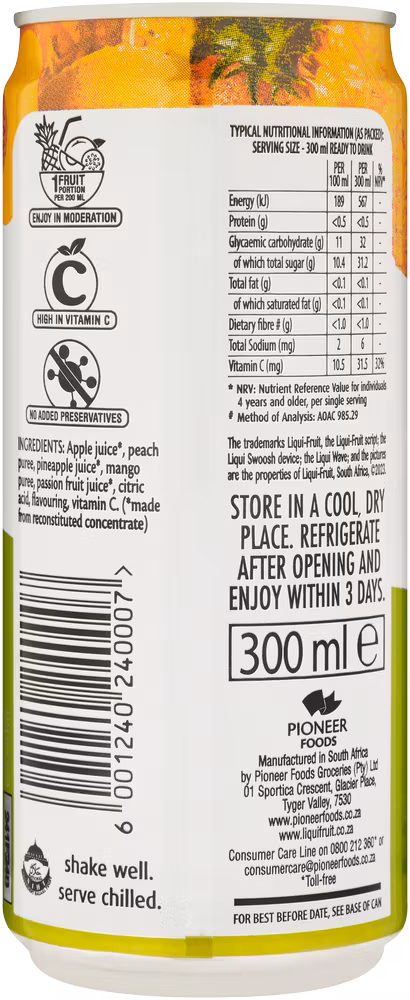 1 FRUIT
PORTION
PER 200 ML
ENJOY IN MODERATION
C
HIGH IN VITAMIN C
NO ADDED PRESERVATIVES
INGREDIENTS: Apple juice*, peach
puree, pineapple juice*, mango
puree, passion fruit juice*, citric
acid, flavouring, vitamin C. (*made
from reconstituted concentrate)
6 001240 240007 >
shake well.
serve chilled.
TYPICAL NUTRITIONAL INFORMATION (AS PACKED):
SERVING SIZE - 300 ml READY TO DRINK
PER 100 ml PER 300 ml % NRV*
Energy (kJ) 189 567 -
Protein (g) <0.5 <0.5 -
Glycaemic carbohydrate (g) 11 32 -
of which total sugar (g) 10.4 31.2 -
Total fat (g) <0.1 <0.1 -
of which saturated fat (g) <0.1 <0.1 -
Dietary fibre # (g) <1.0 <1.0 -
Total Sodium (mg) 2 6 -
Vitamin C (mg) 10.5 31.5 32%
* NRV: Nutrient Reference Value for individuals
4 years and older, per single serving
# Method of Analysis: AOAC 985.29
The trademarks Liqui-Fruit, the Liqui-Fruit script; the
Liqui Swoosh device; the Liqui Wave; and the pictures
are the properties of Liqui-Fruit, South Africa, ©2023.
STORE IN A COOL, DRY
PLACE. REFRIGERATE
AFTER OPENING AND
ENJOY WITHIN 3 DAYS.
300 ml e
PIONEER
FOODS
Manufactured in South Africa
by Pioneer Foods Groceries (Pty) Ltd
01 Sportica Crescent, Glacier Place,
Tyger Valley, 7530
www.pioneerfoods.co.za
www.liquifruit.co.za
Consumer Care Line on 0800 212 360* or
consumercare@pioneerfoods.co.za
*Toll-free
FOR BEST BEFORE DATE, SEE BASE OF CAN